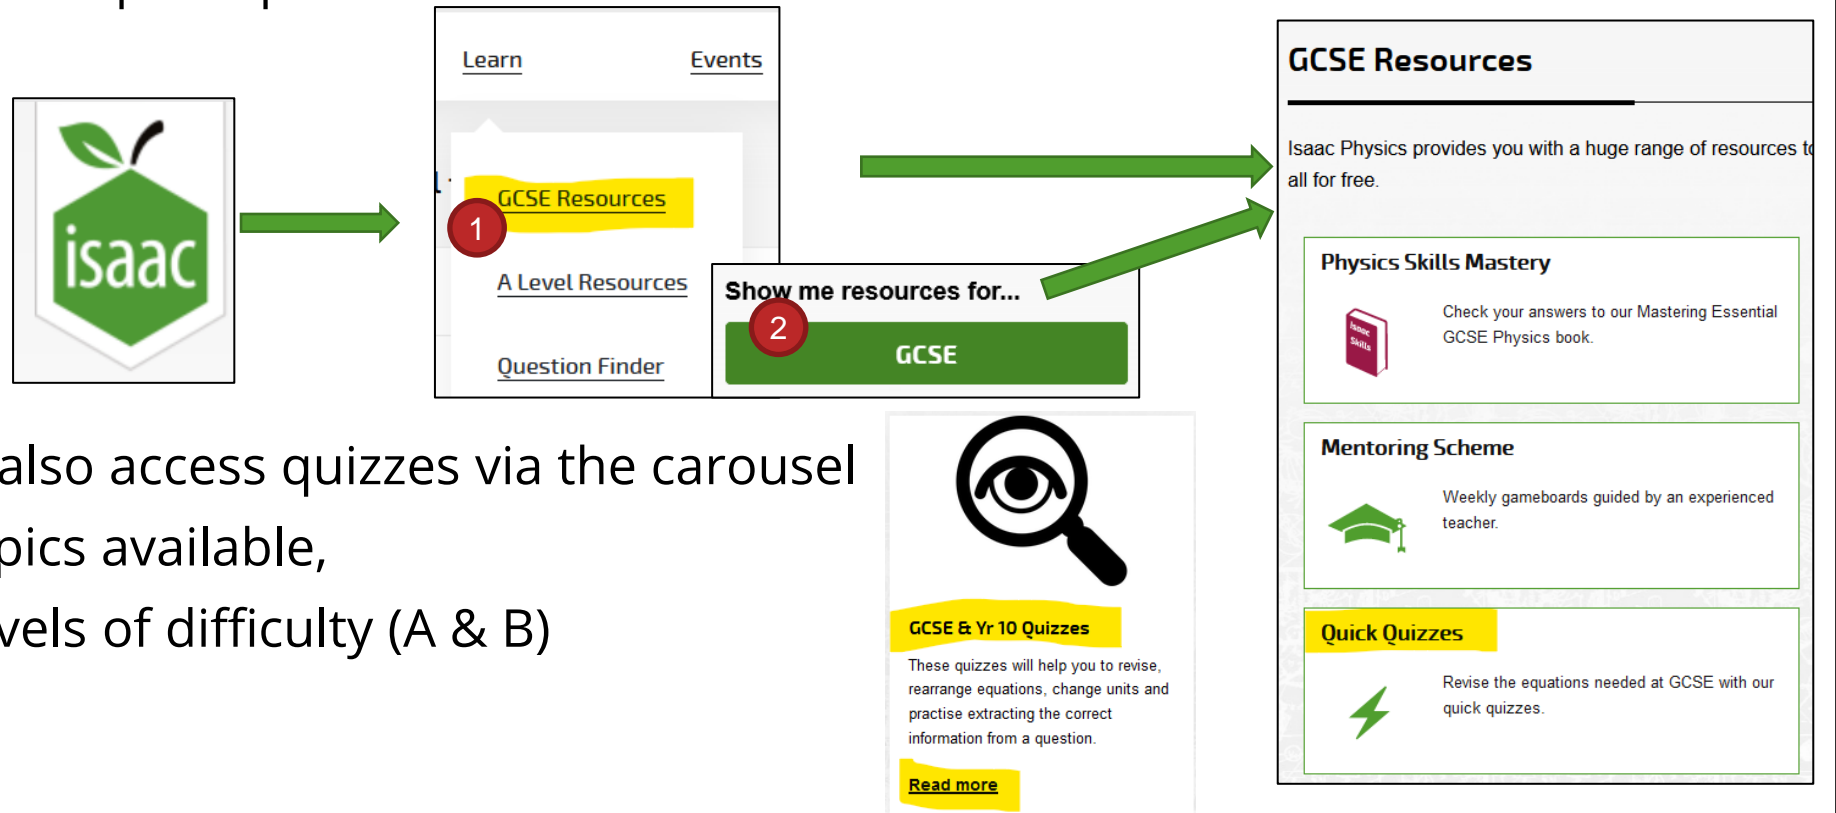 isaac
Learn
Events
GCSE Resources
1
A Level Resources
Question Finder
Show me resources for...
2
GCSE
GCSE Resources
Isaac Physics provides you with a huge range of resources
all for free.
Physics Skills Mastery
Isaac
Skills
Check your answers to our Mastering Essential
GCSE Physics book.
Mentoring Scheme
Weekly gameboards guided by an experienced
teacher.
Quick Quizzes
Revise the equations needed at GCSE with our
quick quizzes.
also access quizzes via the carousel
pics available,
vels of difficulty (A & B)
GCSE & Yr 10 Quizzes
These quizzes will help you to revise,
rearrange equations, change units and
practise extracting the correct
information from a question.
Read more